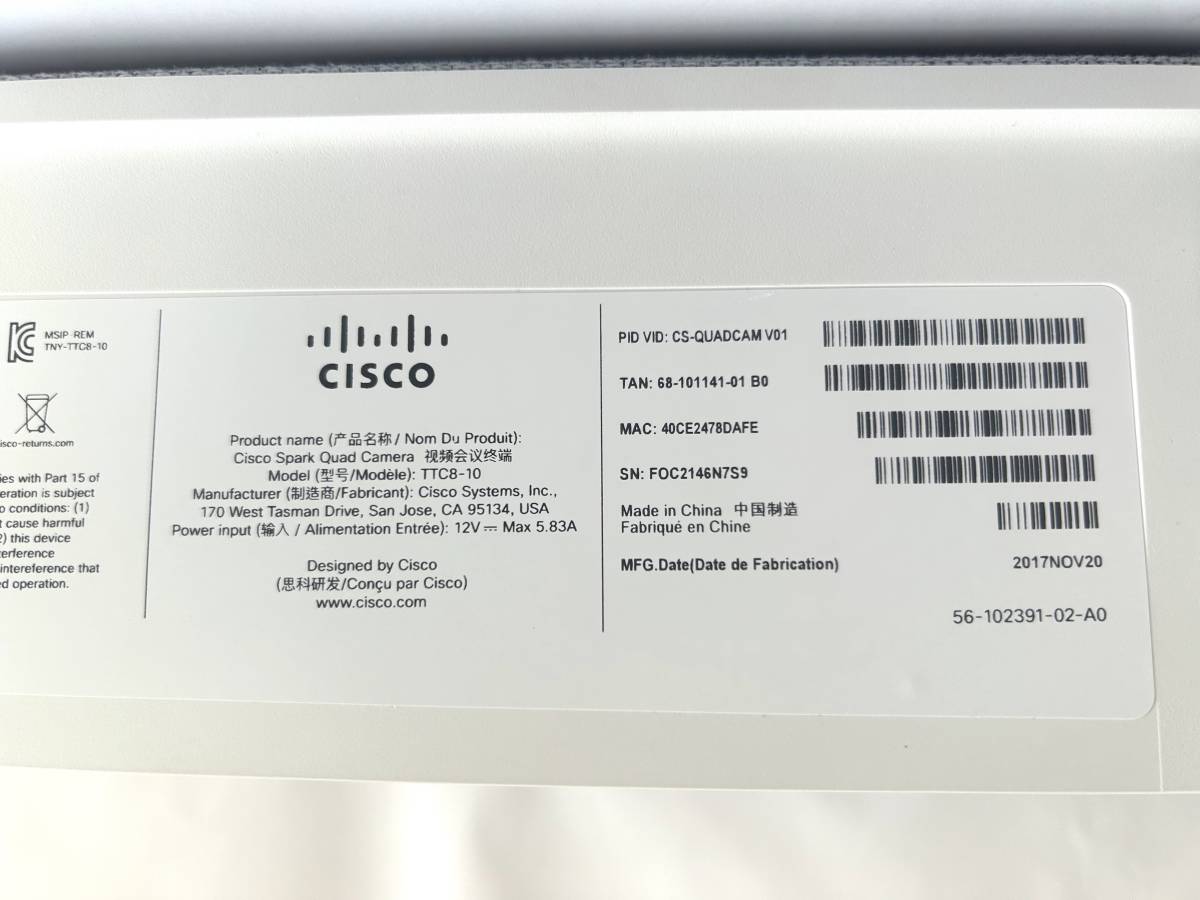 MSIP-REM
TNY-TTC8-10
isco-returns.com
ies with Part 15 of
eration is subject
o conditions: (1)
t cause harmful
2) this device
terference
intereference that
ed operation.
CISCO
Product name (产品名称 / Nom Du Produit):
Cisco Spark Quad Camera 视频会议终端
Model (型号/Modèle): TTC8-10
Manufacturer (制造商/Fabricant): Cisco Systems, Inc.,
170 West Tasman Drive, San Jose, CA 95134, USA
Power input (输入 / Alimentation Entrée): 12V⎓ Max 5.83A
Designed by Cisco
(思科研发/Conçu par Cisco)
www.cisco.com
PID VID: CS-QUADCAM V01
TAN: 68-101141-01 B0
MAC: 40CE2478DAFE
SN: FOC2146N7S9
Made in China 中国制造
Fabriqué en Chine
MFG.Date(Date de Fabrication) 2017NOV20
56-102391-02-A0